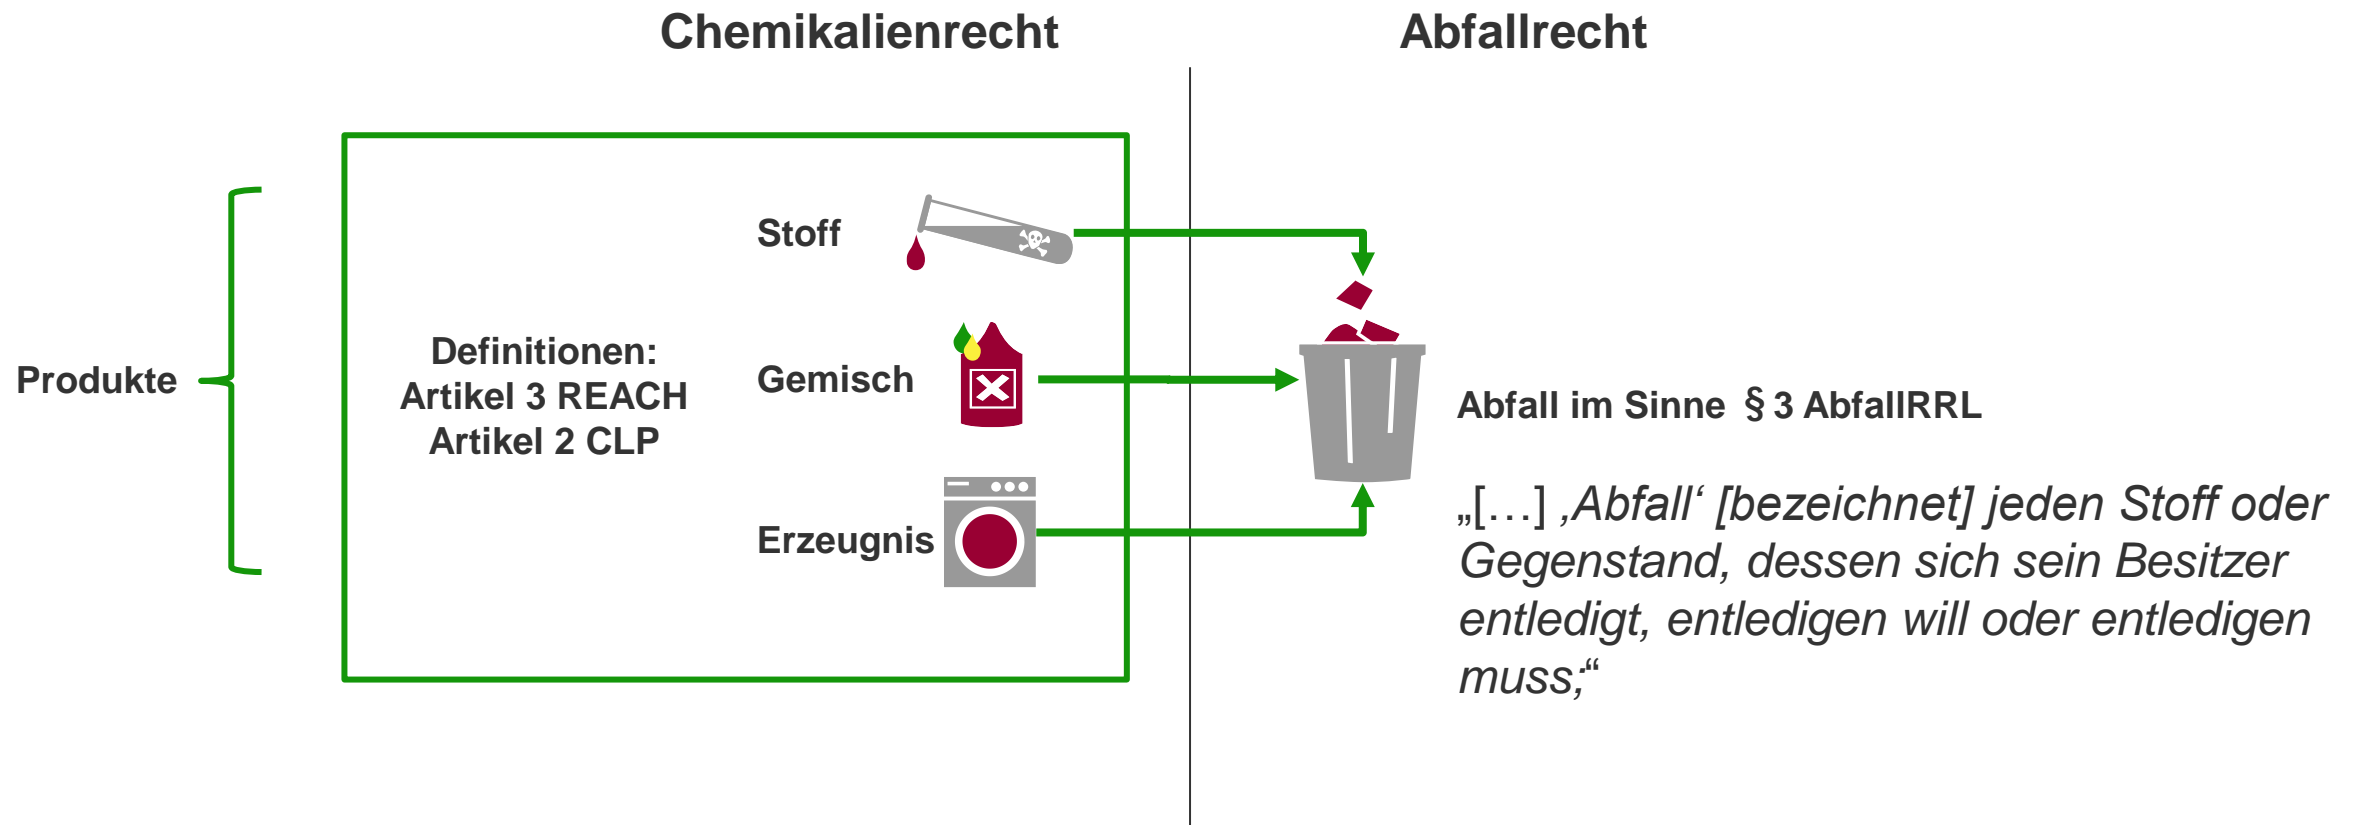 Chemikalienrecht
Abfallrecht
Produkte
Definitionen:
Artikel 3 REACH
Artikel 2 CLP
Stoff
Gemisch
Erzeugnis
Abfall im Sinne § 3 AbfallRRL
„[…] ‚Abfall‘ [bezeichnet] jeden Stoff oder
Gegenstand, dessen sich sein Besitzer
entledigt, entledigen will oder entledigen
muss;“